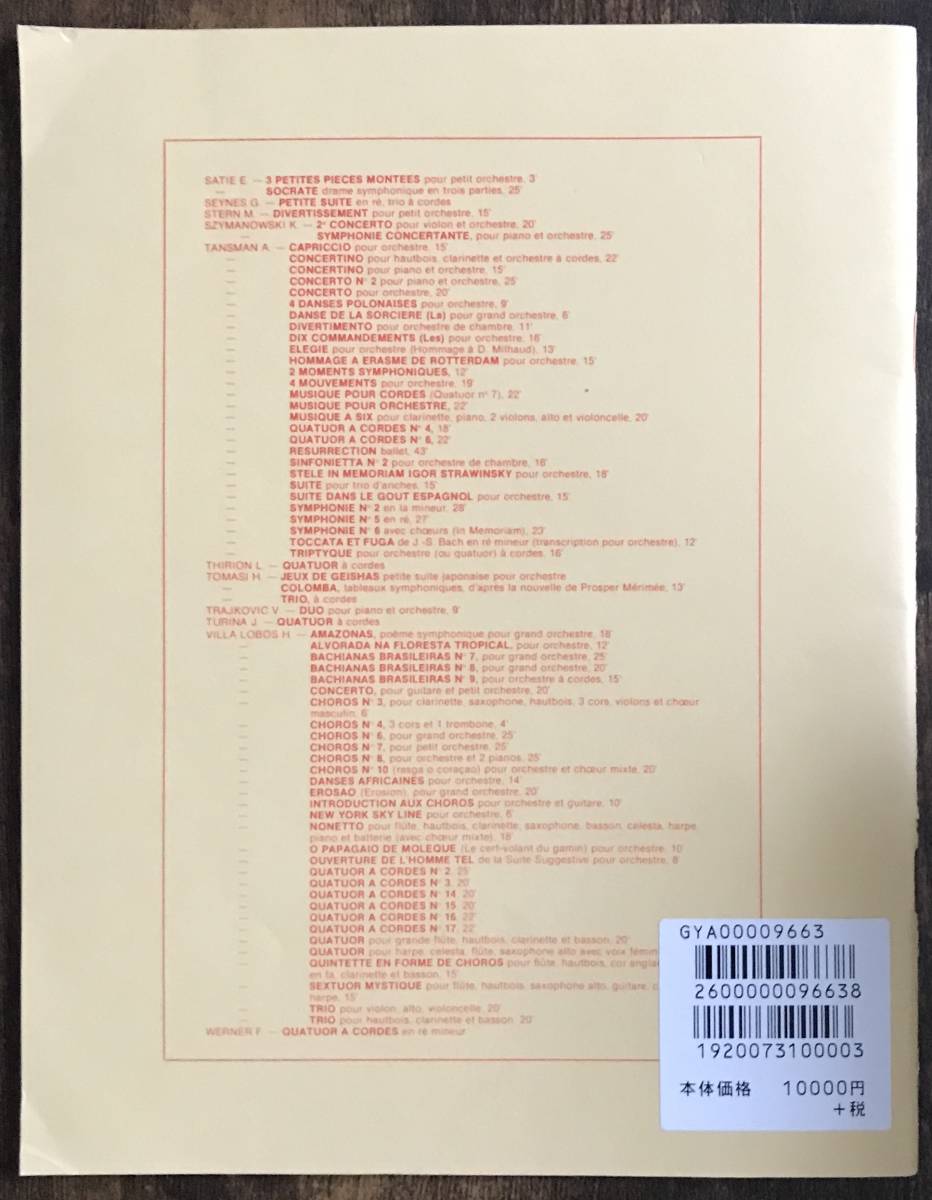 SATIE E. — 3 PETITES PIECES MONTEES pour petit orchestre, 3'
— SOCRATE drame symphonique en trois parties, 25'
SEYNES G. — PETITE SUITE en ré, trio à cordes
STERN M. — DIVERTISSEMENT pour petit orchestre, 15'
SZYMANOWSKI K. — 2e CONCERTO pour violon et orchestre, 20'
— SYMPHONIE CONCERTANTE, pour piano et orchestre, 25'
TANSMAN A. — CAPRICCIO pour orchestre, 15'
— CONCERTINO pour hautbois, clarinette et orchestre à cordes, 22'
— CONCERTINO pour piano et orchestre, 15'
— CONCERTO N° 2 pour piano et orchestre, 25'
— CONCERTO pour orchestre, 20'
— 4 DANSES POLONAISES pour orchestre, 9'
— DANSE DE LA SORCIERE (La) pour grand orchestre, 6'
— DIVERTIMENTO pour orchestre de chambre, 11'
— DIX COMMANDEMENTS (Les) pour orchestre, 16'
— ELEGIE pour orchestre (Hommage à D. Milhaud), 13'
— HOMMAGE A ERASME DE ROTTERDAM pour orchestre, 15'
— 2 MOMENTS SYMPHONIQUES, 12'
— 4 MOUVEMENTS pour orchestre, 19'
— MUSIQUE POUR CORDES (Quatuor n° 7), 22'
— MUSIQUE POUR ORCHESTRE, 22'
— MUSIQUE A SIX pour clarinette, piano, 2 violons, alto et violoncelle, 20'
— QUATUOR A CORDES N° 4, 18'
— QUATUOR A CORDES N° 6, 22'
— RESURRECTION ballet, 43'
— SINFONIETTA N° 2 pour orchestre de chambre, 16'
— STELE IN MEMORIAM IGOR STRAWINSKY pour orchestre, 18'
— SUITE pour trio d'anches, 15'
— SUITE DANS LE GOUT ESPAGNOL pour orchestre, 15'
— SYMPHONIE N° 2 en la mineur, 28'
— SYMPHONIE N° 5 en ré, 27'
— SYMPHONIE N° 6 avec chœurs (In Memoriam), 23'
— TOCCATA ET FUGA de J.-S. Bach en ré mineur (transcription pour orchestre), 12'
— TRIPTYQUE pour orchestre (ou quatuor) à cordes, 16'
THIRION L. — QUATUOR à cordes
TOMASI H. — JEUX DE GEISHAS petite suite japonaise pour orchestre
— COLOMBA, tableaux symphoniques, d'après la nouvelle de Prosper Mérimée, 13'
— TRIO, à cordes
TRAJKOVIC V. — DUO pour piano et orchestre, 9'
TURINA J. — QUATUOR à cordes
VILLA LOBOS H. — AMAZONAS, poème symphonique pour grand orchestre, 18'
— ALVORADA NA FLORESTA TROPICAL, pour orchestre, 12'
— BACHIANAS BRASILEIRAS N° 7, pour grand orchestre, 25'
— BACHIANAS BRASILEIRAS N° 8, pour grand orchestre, 20'
— BACHIANAS BRASILEIRAS N° 9, pour orchestre à cordes, 15'
— CONCERTO, pour guitare et petit orchestre, 20'
— CHOROS N° 3, pour clarinette, saxophone, hautbois, 3 cors, violons et chœur
masculin, 6'
— CHOROS N° 4, 3 cors et 1 trombone, 4'
— CHOROS N° 6, pour grand orchestre, 25'
— CHOROS N° 7, pour petit orchestre, 25'
— CHOROS N° 8, pour orchestre et 2 pianos, 25'
— CHOROS N° 10 (rasga o coraçao) pour orchestre et chœur mixte, 20'
— DANSES AFRICAINES pour orchestre, 14'
— EROSAO (Erosion), pour grand orchestre, 20'
— INTRODUCTION AUX CHOROS pour orchestre et guitare, 10'
— NEW YORK SKY LINE pour orchestre, 6'
— NONETTO pour flûte, hautbois, clarinette, saxophone, basson, celesta, harpe,
piano et batterie (avec chœur mixte), 18'
— O PAPAGAIO DE MOLEQUE (Le cerf-volant du gamin) pour orchestre, 10'
— OUVERTURE DE L'HOMME TEL de la Suite Suggestive pour orchestre, 8'
— QUATUOR A CORDES N° 2, 25'
— QUATUOR A CORDES N° 3, 20'
— QUATUOR A CORDES N° 14, 20'
— QUATUOR A CORDES N° 15, 20'
— QUATUOR A CORDES N° 16, 22'
— QUATUOR A CORDES N° 17, 22'
— QUATUOR pour grande flûte, hautbois, clarinette et basson, 20'
— QUATUOR pour harpe, celesta, flûte, saxophone alto avec voix fémin
— QUINTETTE EN FORME DE CHOROS pour flûte, hautbois, cor angla
en la, clarinette et basson, 15'
— SEXTUOR MYSTIQUE pour flûte, hautbois, saxophone alto, guitare, c
harpe, 15'
— TRIO pour violon, alto, violoncelle, 20'
— TRIO pour hautbois, clarinette et basson, 20'
WERNER F. — QUATUOR A CORDES en ré mineur
GYA00009663
2600000096638
1920073100003
本体価格 10000円
+税